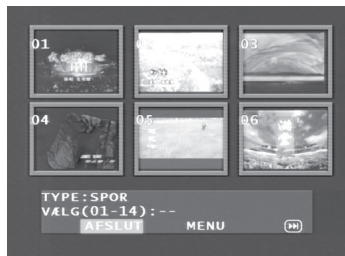 01 03
04 05 06
TYPE:SPOR
VÆLG(01-14):--
AFSLUT MENU